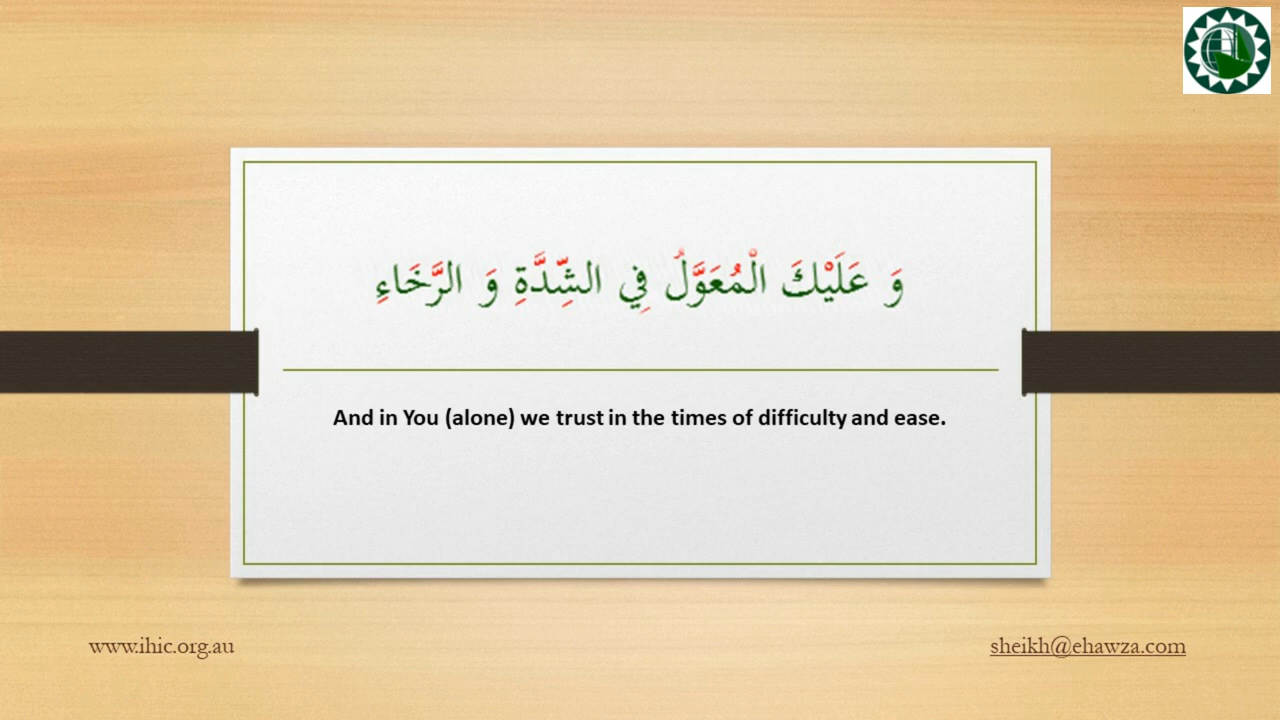 وَ عَلَيْكَ الْمُعَوَّلُ فِي الشِّدَّةِ وَ الرَّخَاءِ
And in You (alone) we trust in the times of difficulty and ease.
www.ihic.org.au
sheikh@ehawza.com